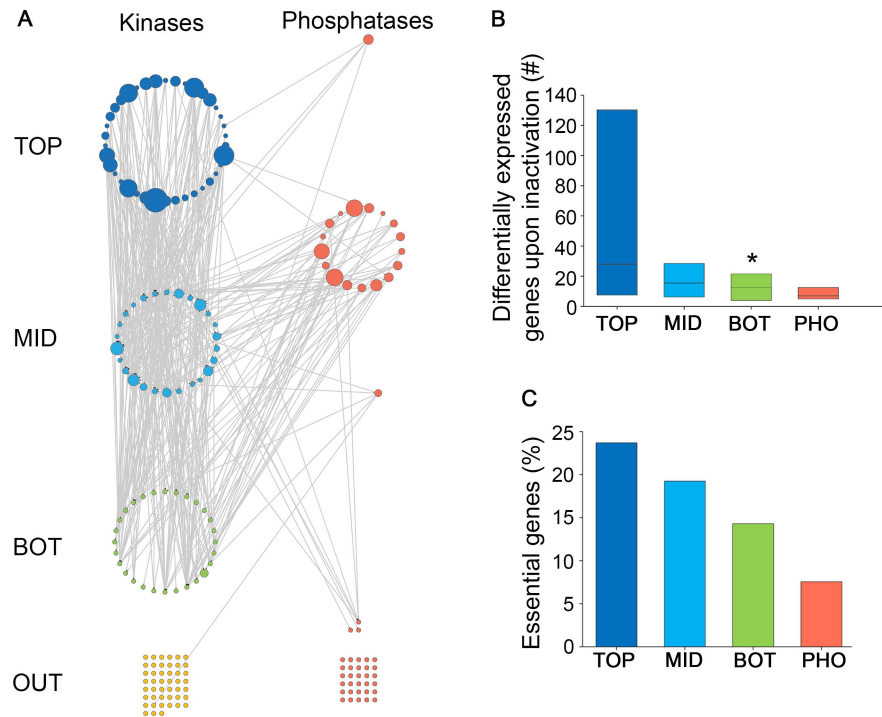 A
Kinases
Phosphatases
TOP
MID
BOT
OUT
B
Differentially expressed
genes upon inactivation (#)
140
120
100
80
60
40
20
0
*
TOP
MID
BOT
PHO
C
Essential genes (%)
25
20
15
10
5
0
TOP
MID
BOT
PHO